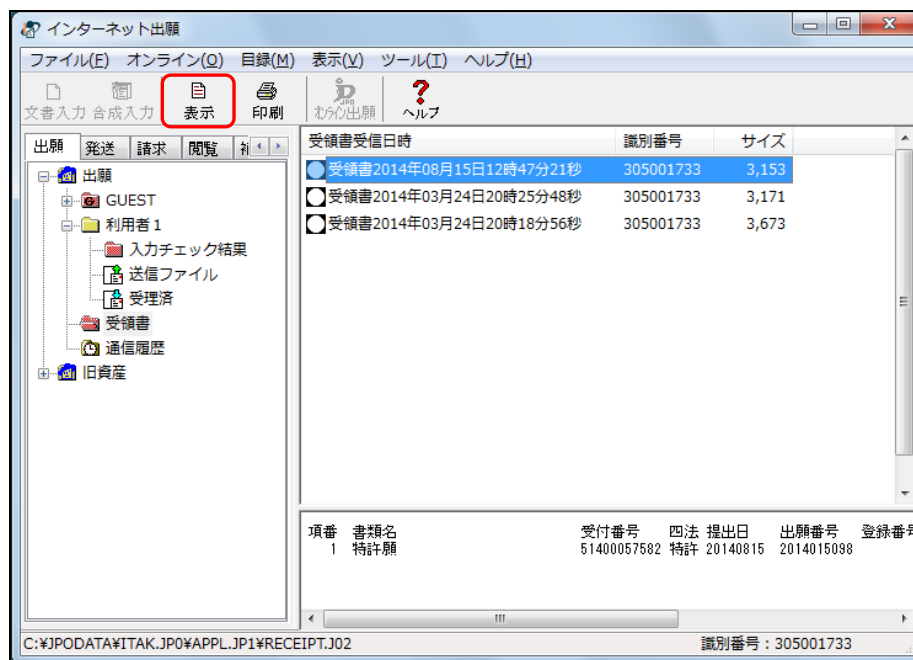 インターネット出願
ファイル(F) オンライン(O) 目録(M) 表示(V) ツール(T) ヘルプ(H)
文書入力 合成入力 表示 印刷 ｵﾝﾗｲﾝ出願 ヘルプ
出願 発送 請求 閲覧
受領書受信日時 識別番号 サイズ
受領書2014年08月15日12時47分21秒 305001733 3,153
受領書2014年03月24日20時25分48秒 305001733 3,171
受領書2014年03月24日20時18分56秒 305001733 3,673
出願
GUEST
利用者1
入力チェック結果
送信ファイル
受理済
受領書
通信履歴
旧資産
項番 書類名 受付番号 四法 提出日 出願番号 登録番号
1 特許願 51400057582 特許 20140815 2014015098
C:¥JPODATA¥ITAK.JP0¥APPL.JP1¥RECEIPT.J02 識別番号：305001733